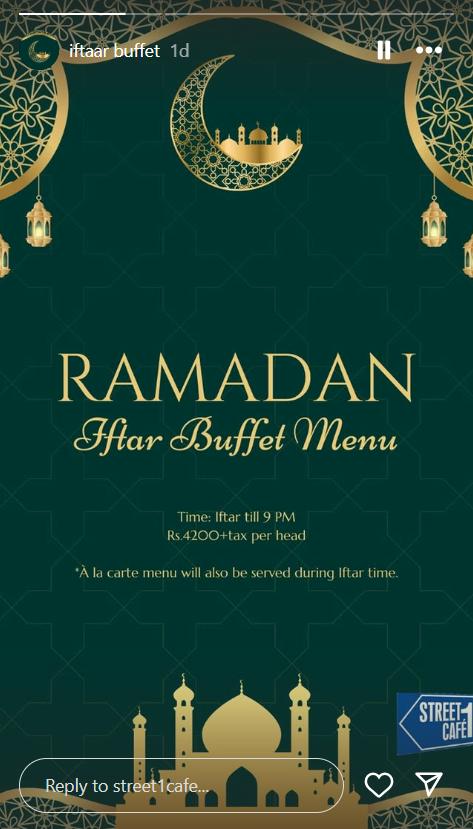 iftaar buffet 1d
RAMADAN
Iftar Buffet Menu
Time: Iftar till 9 PM
Rs.4200+tax per head
*À la carte menu will also be served during Iftar time.
STREET 1
CAFÉ
Reply to street1cafe...